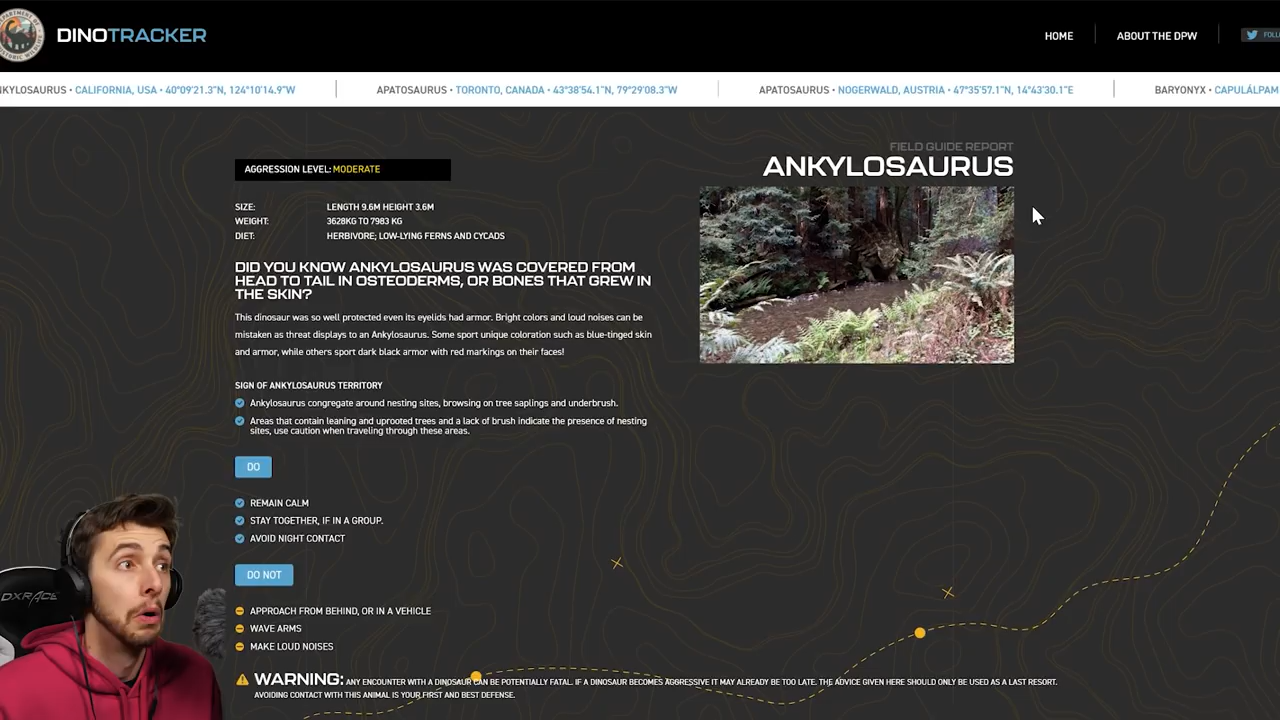 DINOTRACKER
HOME
ABOUT THE DPW
KYLOSAURUS • CALIFORNIA, USA • 40°09'21.3"N, 124°10'14.9"W
APATOSAURUS • TORONTO, CANADA • 43°38'54.1"N, 79°29'08.3"W
APATOSAURUS • NOGERWALD, AUSTRIA • 47°35'57.1"N, 14°43'30.1"E
BARYONYX • CAPULÁLPAM
FIELD GUIDE REPORT
ANKYLOSAURUS
AGGRESSION LEVEL: MODERATE
SIZE: LENGTH 9.6M HEIGHT 3.6M
WEIGHT: 3628KG TO 7983 KG
DIET: HERBIVORE; LOW-LYING FERNS AND CYCADS
DID YOU KNOW ANKYLOSAURUS WAS COVERED FROM
HEAD TO TAIL IN OSTEODERMS, OR BONES THAT GREW IN
THE SKIN?
This dinosaur was so well protected even its eyelids had armor. Bright colors and loud noises can be
mistaken as threat displays to an Ankylosaurus. Some sport unique coloration such as blue-tinged skin
and armor, while others sport dark black armor with red markings on their faces!
SIGN OF ANKYLOSAURUS TERRITORY
Ankylosaurus congregate around nesting sites, browsing on tree saplings and underbrush.
Areas that contain leaning and uprooted trees and a lack of brush indicate the presence of nesting
sites, use caution when traveling through these areas.
DO
REMAIN CALM
STAY TOGETHER, IF IN A GROUP.
AVOID NIGHT CONTACT
DO NOT
APPROACH FROM BEHIND, OR IN A VEHICLE
WAVE ARMS
MAKE LOUD NOISES
WARNING: ANY ENCOUNTER WITH A DINOSAUR CAN BE POTENTIALLY FATAL. IF A DINOSAUR BECOMES AGGRESSIVE IT MAY ALREADY BE TOO LATE. THE ADVICE GIVEN HERE SHOULD ONLY BE USED AS A LAST RESORT.
AVOIDING CONTACT WITH THIS ANIMAL IS YOUR FIRST AND BEST DEFENSE.
DXRACE